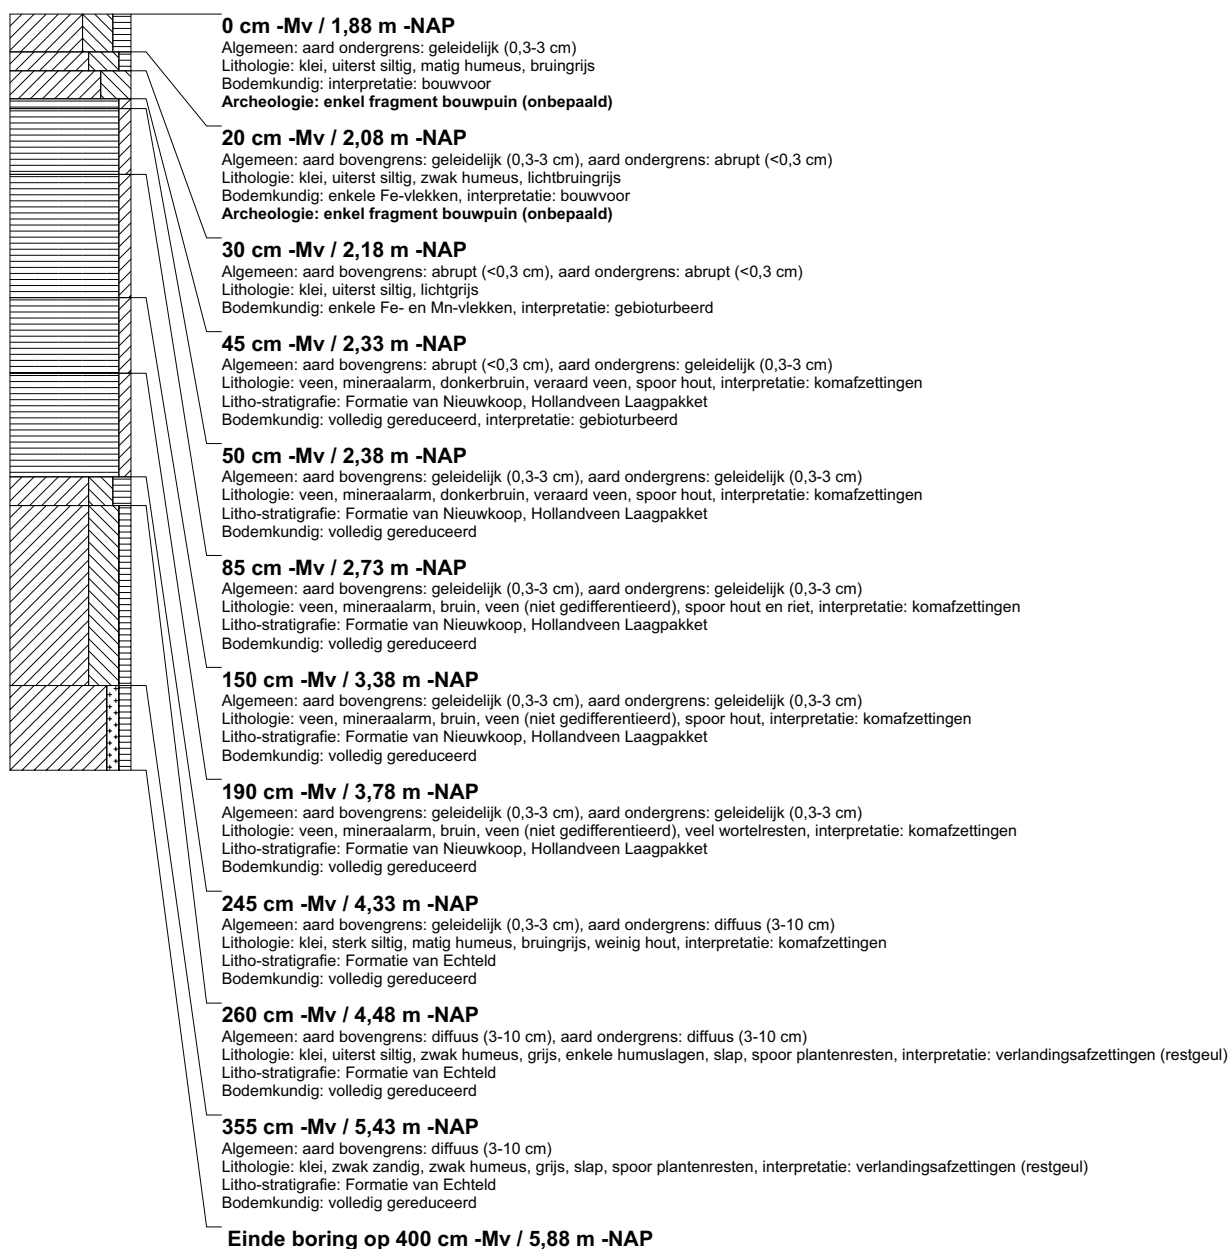 0 cm -Mv / 1,88 m -NAP
Algemeen: aard ondergrens: geleidelijk (0,3-3 cm)
Lithologie: klei, uiterst siltig, matig humeus, bruingrijs
Bodemkundig: interpretatie: bouwvoor
Archeologie: enkel fragment bouwpuin (onbepaald)
20 cm -Mv / 2,08 m -NAP
Algemeen: aard bovengrens: geleidelijk (0,3-3 cm), aard ondergrens: abrupt (<0,3 cm)
Lithologie: klei, uiterst siltig, zwak humeus, lichtbruingrijs
Bodemkundig: enkele Fe-vlekken, interpretatie: bouwvoor
Archeologie: enkel fragment bouwpuin (onbepaald)
30 cm -Mv / 2,18 m -NAP
Algemeen: aard bovengrens: abrupt (<0,3 cm), aard ondergrens: abrupt (<0,3 cm)
Lithologie: klei, uiterst siltig, lichtgrijs
Bodemkundig: enkele Fe- en Mn-vlekken, interpretatie: gebioturbeerd
45 cm -Mv / 2,33 m -NAP
Algemeen: aard bovengrens: abrupt (<0,3 cm), aard ondergrens: geleidelijk (0,3-3 cm)
Lithologie: veen, mineraalarm, donkerbruin, veraard veen, spoor hout, interpretatie: komafzettingen
Litho-stratigrafie: Formatie van Nieuwkoop, Hollandveen Laagpakket
Bodemkundig: volledig gereduceerd, interpretatie: gebioturbeerd
50 cm -Mv / 2,38 m -NAP
Algemeen: aard bovengrens: geleidelijk (0,3-3 cm), aard ondergrens: geleidelijk (0,3-3 cm)
Lithologie: veen, mineraalarm, donkerbruin, veraard veen, spoor hout, interpretatie: komafzettingen
Litho-stratigrafie: Formatie van Nieuwkoop, Hollandveen Laagpakket
Bodemkundig: volledig gereduceerd
85 cm -Mv / 2,73 m -NAP
Algemeen: aard bovengrens: geleidelijk (0,3-3 cm), aard ondergrens: geleidelijk (0,3-3 cm)
Lithologie: veen, mineraalarm, bruin, veen (niet gedifferentieerd), spoor hout en riet, interpretatie: komafzettingen
Litho-stratigrafie: Formatie van Nieuwkoop, Hollandveen Laagpakket
Bodemkundig: volledig gereduceerd
150 cm -Mv / 3,38 m -NAP
Algemeen: aard bovengrens: geleidelijk (0,3-3 cm), aard ondergrens: geleidelijk (0,3-3 cm)
Lithologie: veen, mineraalarm, bruin, veen (niet gedifferentieerd), spoor hout, interpretatie: komafzettingen
Litho-stratigrafie: Formatie van Nieuwkoop, Hollandveen Laagpakket
Bodemkundig: volledig gereduceerd
190 cm -Mv / 3,78 m -NAP
Algemeen: aard bovengrens: geleidelijk (0,3-3 cm), aard ondergrens: geleidelijk (0,3-3 cm)
Lithologie: veen, mineraalarm, bruin, veen (niet gedifferentieerd), veel wortelresten, interpretatie: komafzettingen
Litho-stratigrafie: Formatie van Nieuwkoop, Hollandveen Laagpakket
Bodemkundig: volledig gereduceerd
245 cm -Mv / 4,33 m -NAP
Algemeen: aard bovengrens: geleidelijk (0,3-3 cm), aard ondergrens: diffuus (3-10 cm)
Lithologie: klei, sterk siltig, matig humeus, bruingrijs, weinig hout, interpretatie: komafzettingen
Litho-stratigrafie: Formatie van Echteld
Bodemkundig: volledig gereduceerd
260 cm -Mv / 4,48 m -NAP
Algemeen: aard bovengrens: diffuus (3-10 cm), aard ondergrens: diffuus (3-10 cm)
Lithologie: klei, uiterst siltig, zwak humeus, grijs, enkele humuslagen, slap, spoor plantenresten, interpretatie: verlandingsafzettingen (restgeul)
Litho-stratigrafie: Formatie van Echteld
Bodemkundig: volledig gereduceerd
355 cm -Mv / 5,43 m -NAP
Algemeen: aard bovengrens: diffuus (3-10 cm)
Lithologie: klei, zwak zandig, zwak humeus, grijs, slap, spoor plantenresten, interpretatie: verlandingsafzettingen (restgeul)
Litho-stratigrafie: Formatie van Echteld
Bodemkundig: volledig gereduceerd
Einde boring op 400 cm -Mv / 5,88 m -NAP